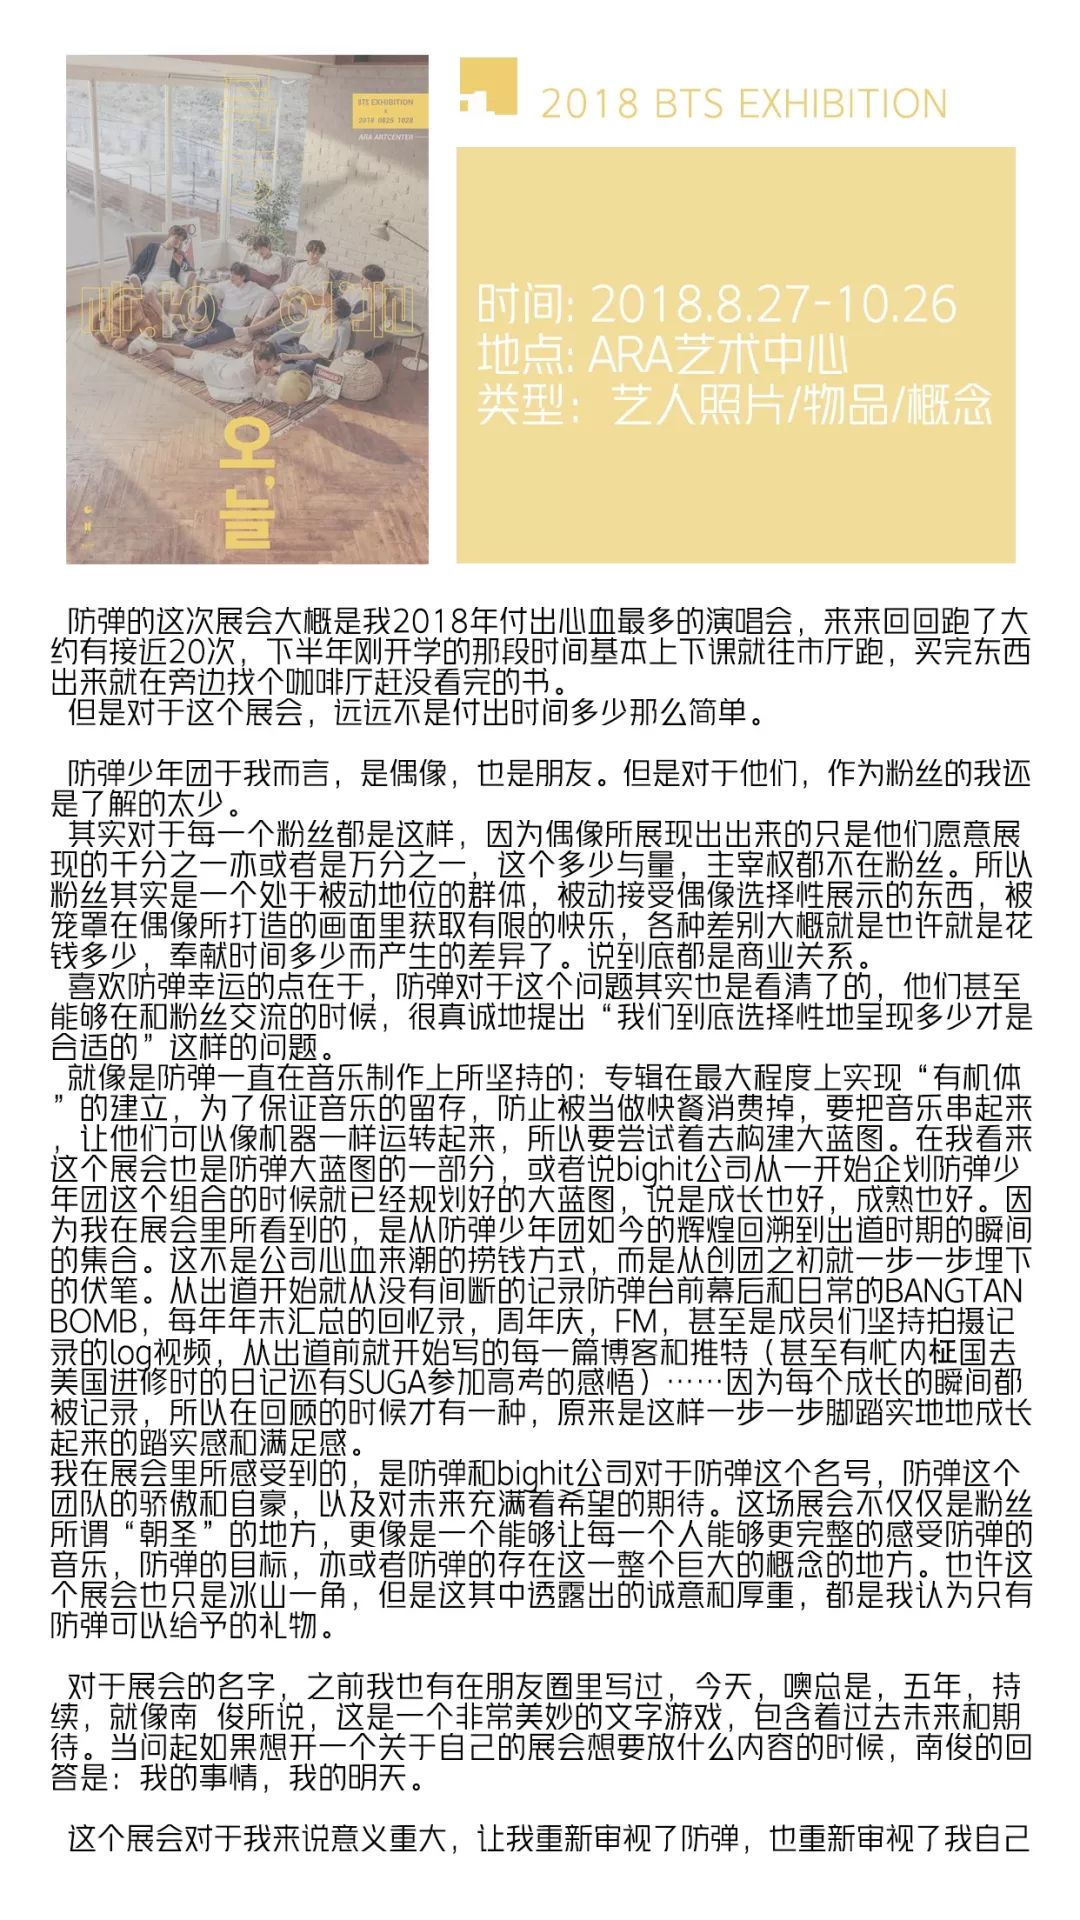 BTS EXHIBITION
×
2018 0825 1028
ARA ARTCENTER
오,
늘
2018 BTS EXHIBITION
时间: 2018.8.27-10.26
地点: ARA艺术中心
类型： 艺人照片/物品/概念
防弹的这次展会大概是我2018年付出心血最多的演唱会，来来回回跑了大
约有接近20次，下半年刚开学的那段时间基本上下课就往市厅跑，买完东西
出来就在旁边找个咖啡厅赶没看完的书。
但是对于这个展会，远远不是付出时间多少那么简单。
防弹少年团于我而言，是偶像，也是朋友。但是对于他们，作为粉丝的我还
是了解的太少。
其实对于每一个粉丝都是这样，因为偶像所展现出出来的只是他们愿意展
现的千分之一亦或者是万分之一，这个多少与量，主宰权都不在粉丝。所以
粉丝其实是一个处于被动地位的群体，被动接受偶像选择性展示的东西，被
笼罩在偶像所打造的画面里获取有限的快乐，各种差别大概就是也许就是花
钱多少，奉献时间多少而产生的差异了。说到底都是商业关系。
喜欢防弹幸运的点在于，防弹对于这个问题其实也是看清了的，他们甚至
能够在和粉丝交流的时候，很真诚地提出“我们到底选择性地呈现多少才是
合适的”这样的问题。
就像是防弹一直在音乐制作上所坚持的：专辑在最大程度上实现“有机体
”的建立，为了保证音乐的留存，防止被当做快餐消费掉，要把音乐串起来
，让他们可以像机器一样运转起来，所以要尝试着去构建大蓝图。在我看来
这个展会也是防弹大蓝图的一部分，或者说bighit公司从一开始企划防弹少
年团这个组合的时候就已经规划好的大蓝图，说是成长也好，成熟也好。因
为我在展会里所看到的，是从防弹少年团如今的辉煌回溯到出道时期的瞬间
的集合。这不是公司心血来潮的捞钱方式，而是从创团之初就一步一步埋下
的伏笔。从出道开始就从没有间断的记录防弹台前幕后和日常的BANGTAN
BOMB，每年年末汇总的回忆录，周年庆，FM，甚至是成员们坚持拍摄记
录的log视频，从出道前就开始写的每一篇博客和推特（甚至有忙内柾国去
美国进修时的日记还有SUGA参加高考的感悟）……因为每个成长的瞬间都
被记录，所以在回顾的时候才有一种，原来是这样一步一步脚踏实地地成长
起来的踏实感和满足感。
我在展会里所感受到的，是防弹和bighit公司对于防弹这个名号，防弹这个
团队的骄傲和自豪，以及对未来充满着希望的期待。这场展会不仅仅是粉丝
所谓“朝圣”的地方，更像是一个能够让每一个人能够更完整的感受防弹的
音乐，防弹的目标，亦或者防弹的存在这一整个巨大的概念的地方。也许这
个展会也只是冰山一角，但是这其中透露出的诚意和厚重，都是我认为只有
防弹可以给予的礼物。
对于展会的名字，之前我也有在朋友圈里写过，今天，噢总是，五年，持
续，就像南 俊所说，这是一个非常美妙的文字游戏，包含着过去未来和期
待。当问起如果想开一个关于自己的展会想要放什么内容的时候，南俊的回
答是：我的事情，我的明天。
这个展会对于我来说意义重大，让我重新审视了防弹，也重新审视了我自己